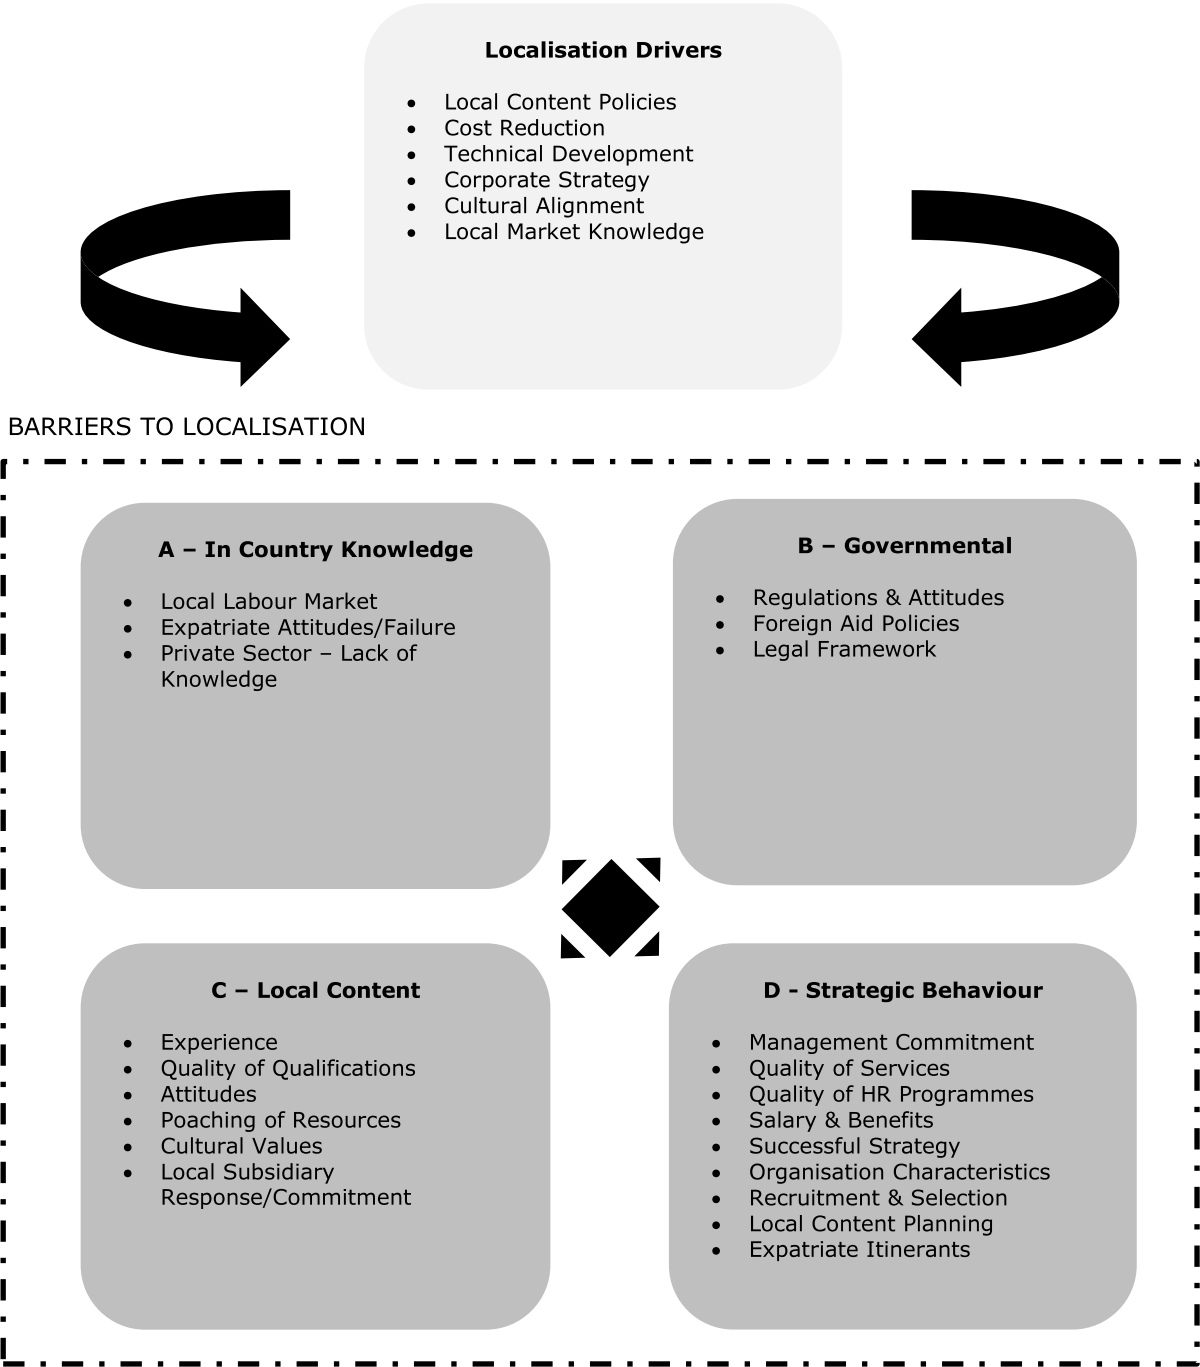 Localisation Drivers
• Local Content Policies
• Cost Reduction
• Technical Development
• Corporate Strategy
• Cultural Alignment
• Local Market Knowledge
BARRIERS TO LOCALISATION
A – In Country Knowledge
• Local Labour Market
• Expatriate Attitudes/Failure
• Private Sector – Lack of
Knowledge
B – Governmental
• Regulations & Attitudes
• Foreign Aid Policies
• Legal Framework
C – Local Content
• Experience
• Quality of Qualifications
• Attitudes
• Poaching of Resources
• Cultural Values
• Local Subsidiary
Response/Commitment
D - Strategic Behaviour
• Management Commitment
• Quality of Services
• Quality of HR Programmes
• Salary & Benefits
• Successful Strategy
• Organisation Characteristics
• Recruitment & Selection
• Local Content Planning
• Expatriate Itinerants